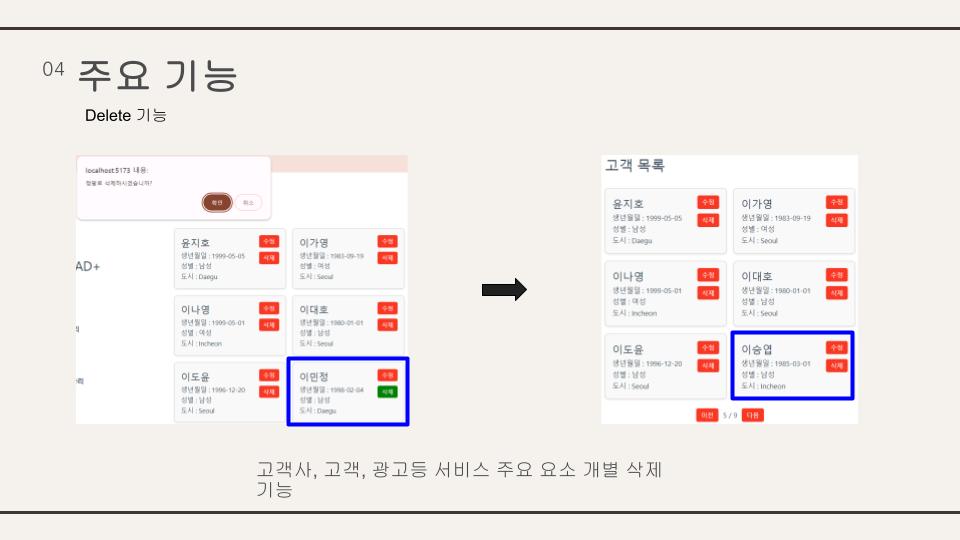 04 주요 기능
Delete 기능
localhost:5173 내용:
정말로 삭제하시겠습니까?
확인 취소
AD+
윤지호 수정
생년월일 : 1999-05-05 삭제
성별 : 남성
도시 : Daegu
이가영 수정
생년월일 : 1983-09-19 삭제
성별 : 여성
도시 : Seoul
이나영 수정
생년월일 : 1999-05-01 삭제
성별 : 여성
도시 : Incheon
이대호 수정
생년월일 : 1980-01-01 삭제
성별 : 남성
도시 : Seoul
이도윤 수정
생년월일 : 1996-12-20 삭제
성별 : 남성
도시 : Seoul
이민정 수정
생년월일 : 1998-02-04 삭제
성별 : 남성
도시 : Daegu
고객 목록
윤지호 수정
생년월일 : 1999-05-05 삭제
성별 : 남성
도시 : Daegu
이가영 수정
생년월일 : 1983-09-19 삭제
성별 : 여성
도시 : Seoul
이나영 수정
생년월일 : 1999-05-01 삭제
성별 : 여성
도시 : Incheon
이대호 수정
생년월일 : 1980-01-01 삭제
성별 : 남성
도시 : Seoul
이도윤 수정
생년월일 : 1996-12-20 삭제
성별 : 남성
도시 : Seoul
이승엽 수정
생년월일 : 1985-03-01 삭제
성별 : 남성
도시 : Incheon
이전 5 / 9 다음
고객사, 고객, 광고등 서비스 주요 요소 개별 삭제
기능